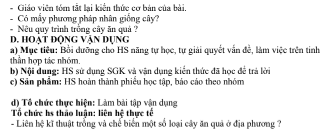 - Giáo viên tóm tắt lại kiến thức cơ bản của bài.
- Có mấy phương pháp nhân giống cây?
- Nêu quy trình trồng cây ăn quả ?
D. HOẠT ĐỘNG VẬN DỤNG
a) Mục tiêu: Bồi dưỡng cho HS năng tự học, tự giải quyết vấn đề, làm việc trên tinh
thần hợp tác nhóm.
b) Nội dung: HS sử dụng SGK và vận dụng kiến thức đã học để trả lời
c) Sản phẩm: HS hoàn thành phiếu học tập, báo cáo theo nhóm
d) Tổ chức thực hiện: Làm bài tập vận dụng
Tổ chức hs thảo luận: liên hệ thực tế
- Liên hệ kĩ thuật trồng và chế biến một số loại cây ăn quả ở địa phương ?